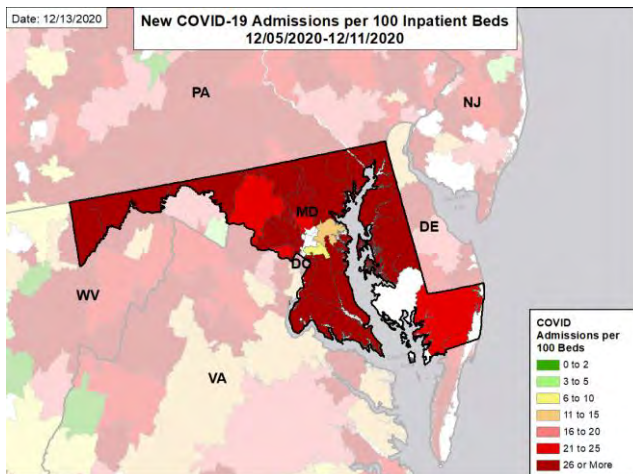 Date: 12/13/2020
New COVID-19 Admissions per 100 Inpatient Beds
12/05/2020-12/11/2020
PA
NJ
MD
DE
DC
WV
VA
COVID
Admissions per
100 Beds
0 to 2
3 to 5
6 to 10
11 to 15
16 to 20
21 to 25
26 or More